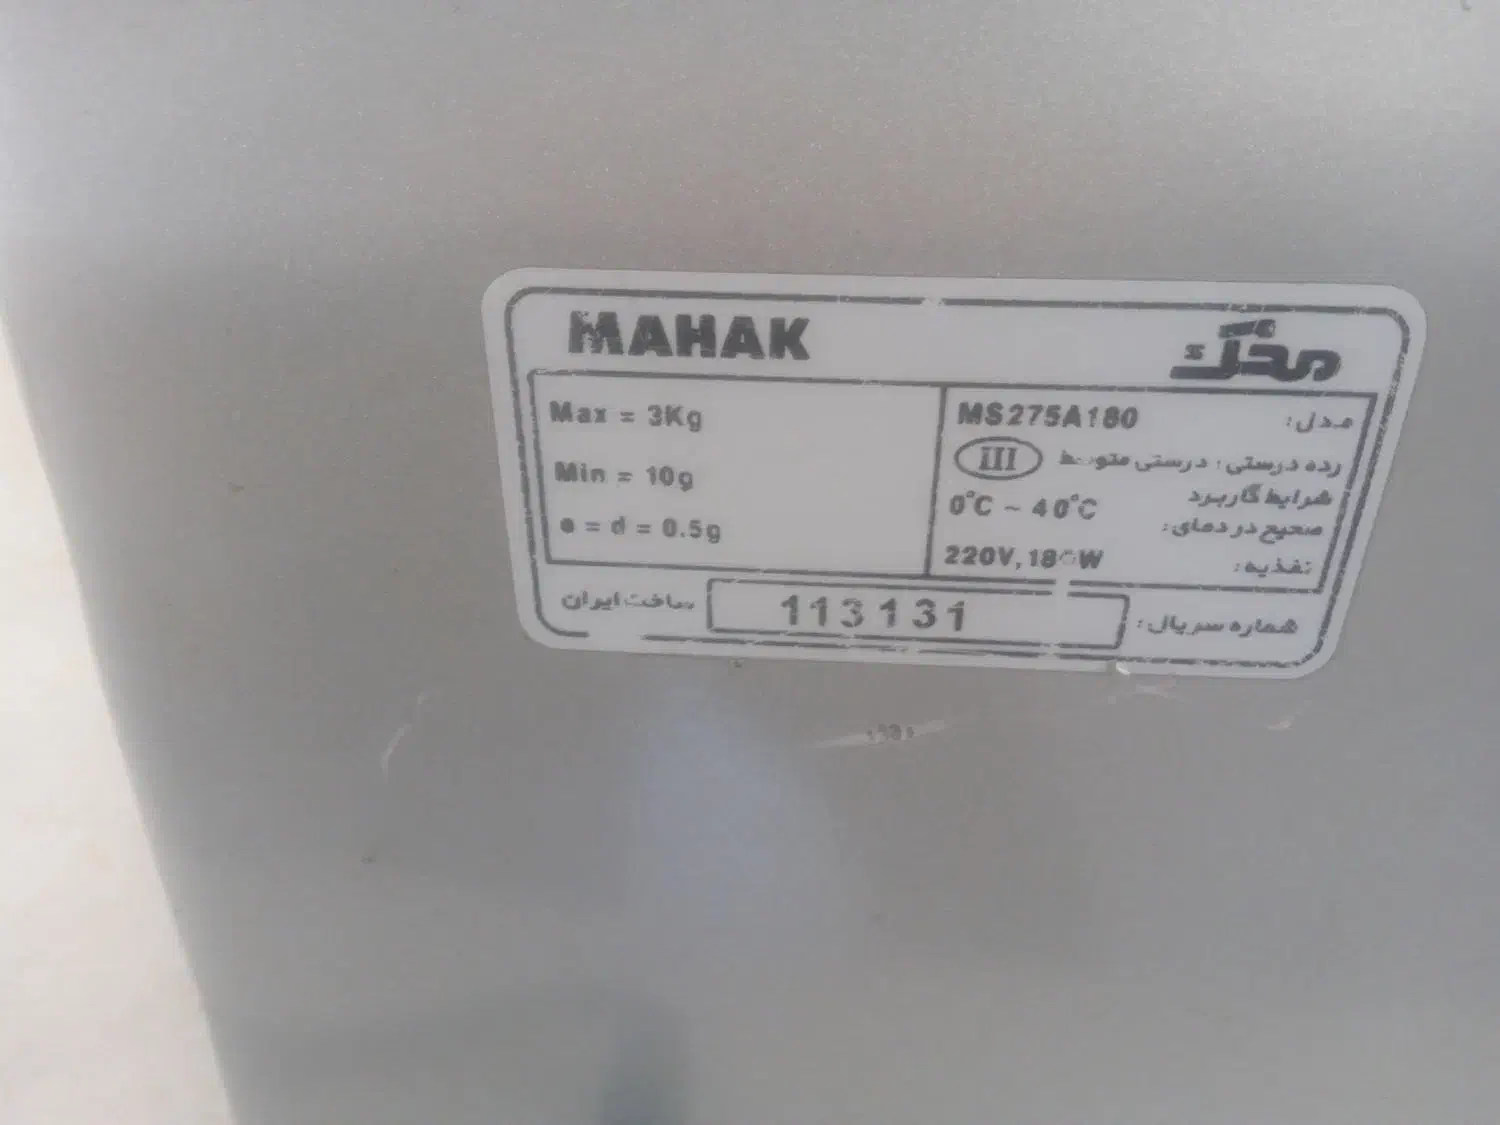 MAHAK محک
Max = 3Kg
Min = 10g
e = d = 0.5g
مدل: MS275A180
رده درستی: درستی متوسط III
شرایط کاربرد
صحیح در دمای: 0°C ~ 40°C
تغذیه: 220V,
شماره سریال: 113131 ساخت ایران